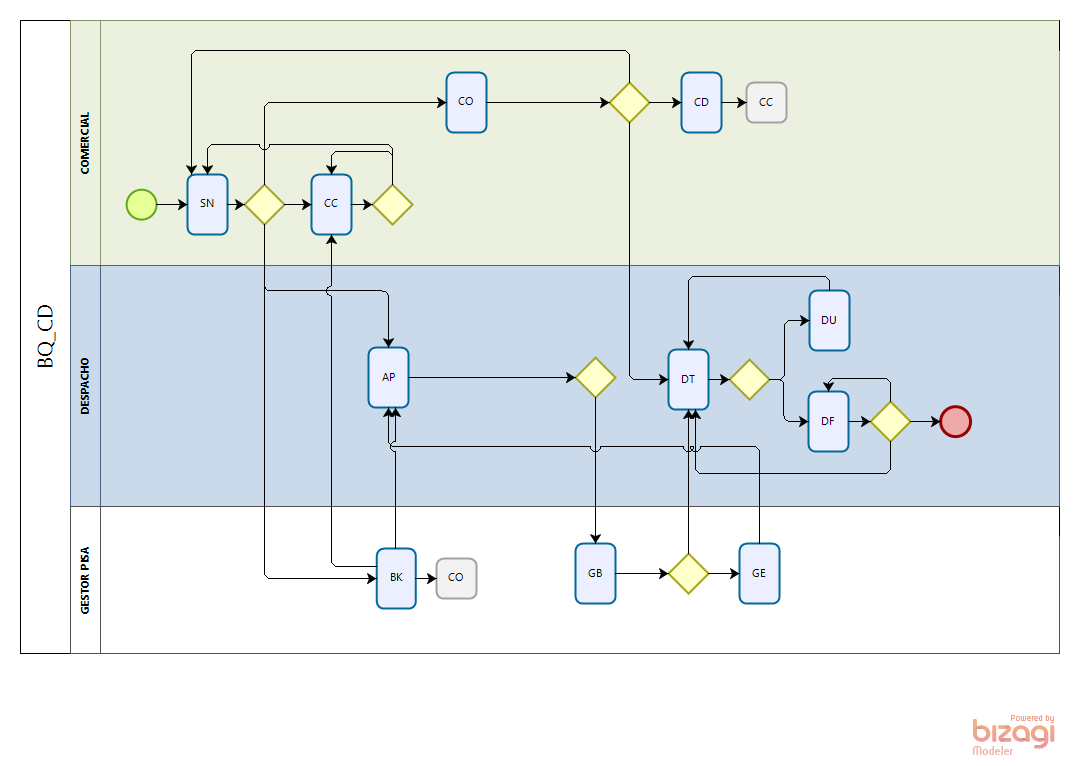 BQ_CD
COMERCIAL
CO
CD
CC
SN
CC
DESPACHO
DU
AP
DT
DF
GESTOR PISA
BK
CO
GB
GE
Powered by
bizagi
Modeler